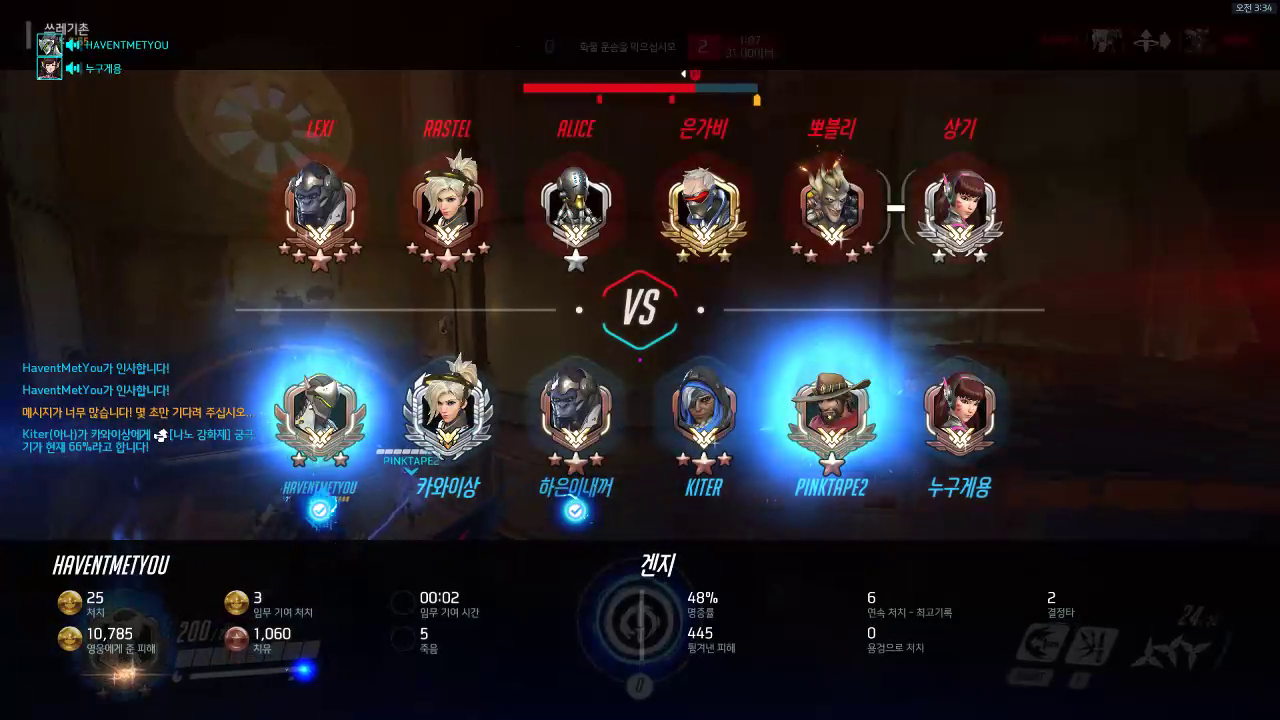 오전 3:34
쓰레기촌
HAVENTMETYOU
누구게용
0
화물 운송을 막으십시오
2
1:07
LEXI
RASTEL
ALICE
은가비
뽀블리
상기
VS
HaventMetYou가 인사합니다!
HaventMetYou가 인사합니다!
메시지가 너무 많습니다! 몇 초만 기다려 주십시오...
Kiter(아나)가 카와이상에게 [나노 강화제] 궁극
기가 현재 66%라고 합니다!
PINKTAPE2
HAVENTMETYOU
카와이상
하은이내꺼
KITER
PINKTAPE2
누구게용
HAVENTMETYOU
겐지
25
처치
3
임무 기여 처치
00:02
임무 기여 시간
48%
명중률
6
연속 처치 - 최고기록
2
결정타
10,785
영웅에게 준 피해
1,060
치유
5
죽음
445
튕겨낸 피해
0
용검으로 처치
200
24
0